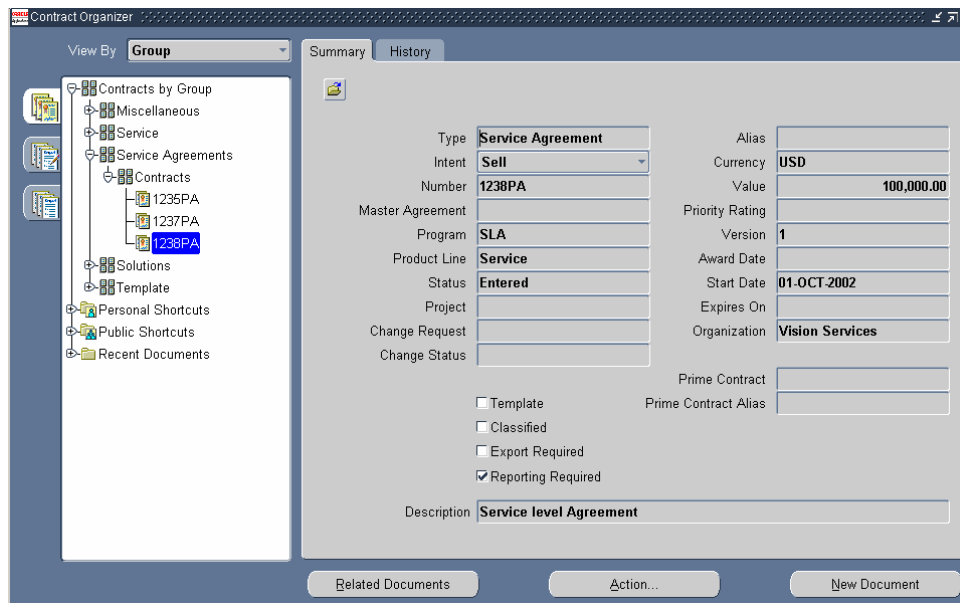 ORACLE
Contract Organizer
View By Group
Contracts by Group
Miscellaneous
Service
Service Agreements
Contracts
1235PA
1237PA
1238PA
Solutions
Template
Personal Shortcuts
Public Shortcuts
Recent Documents
Summary History
Type Service Agreement Alias
Intent Sell Currency USD
Number 1238PA Value 100,000.00
Master Agreement Priority Rating
Program SLA Version 1
Product Line Service Award Date
Status Entered Start Date 01-OCT-2002
Project Expires On
Change Request Organization Vision Services
Change Status
Prime Contract
Template Prime Contract Alias
Classified
Export Required
Reporting Required
Description Service level Agreement
Related Documents Action... New Document